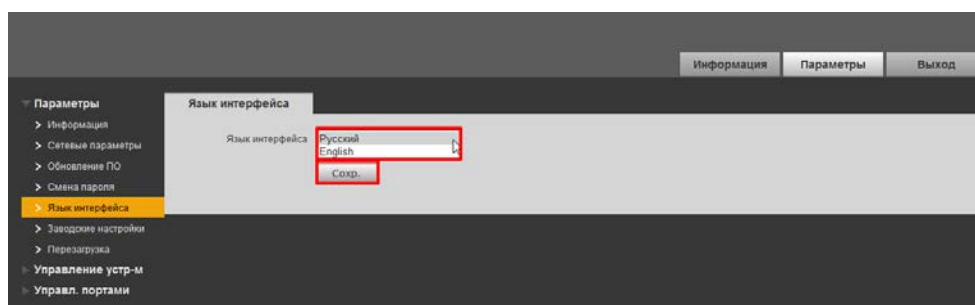 Информация Параметры Выход
Параметры
Информация
Сетевые параметры
Обновление ПО
Смена пароля
Язык интерфейса
Заводские настройки
Перезагрузка
Управление устр-м
Управл. портами
Язык интерфейса
Язык интерфейса Русский
English
Сохр.